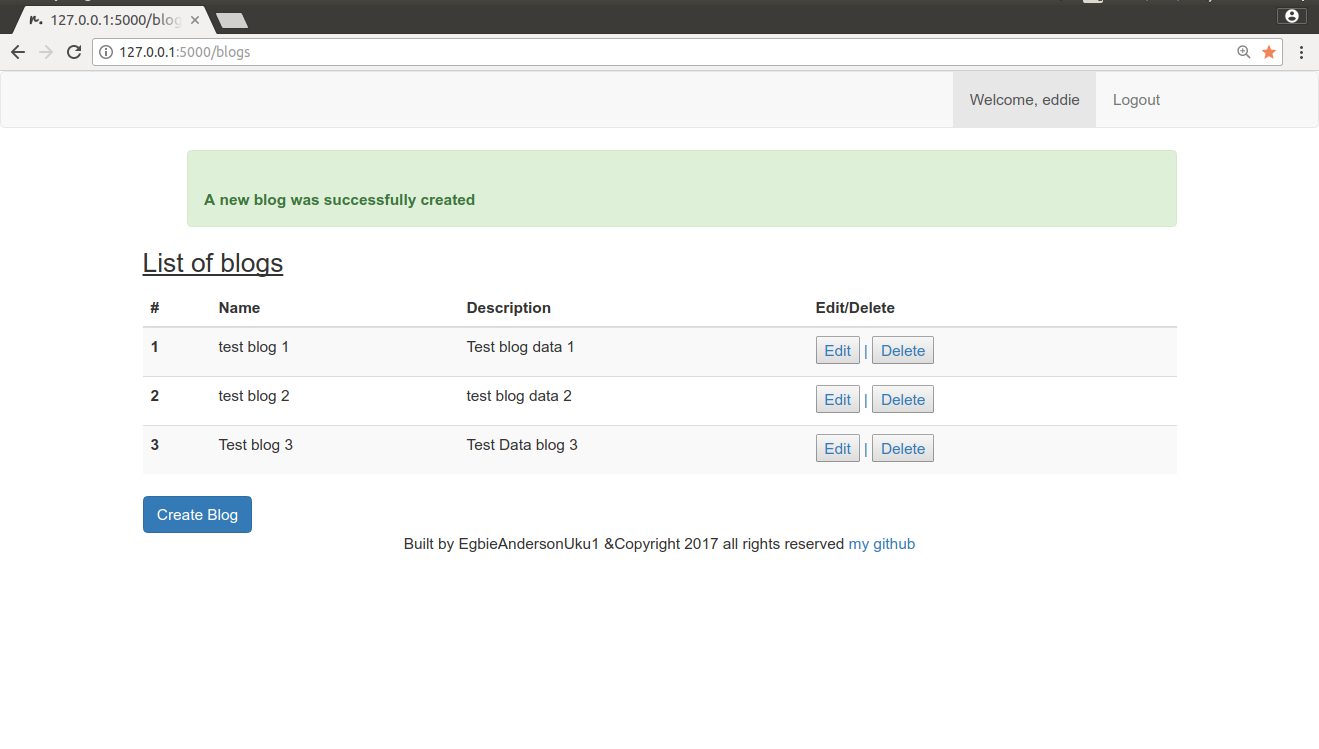 127.0.0.1:5000/blog
127.0.0.1:5000/blogs
Welcome, eddie Logout
A new blog was successfully created
List of blogs
# Name Description Edit/Delete
1 test blog 1 Test blog data 1 Edit | Delete
2 test blog 2 test blog data 2 Edit | Delete
3 Test blog 3 Test Data blog 3 Edit | Delete
Create Blog
Built by EgbieAndersonUku1 &Copyright 2017 all rights reserved my github